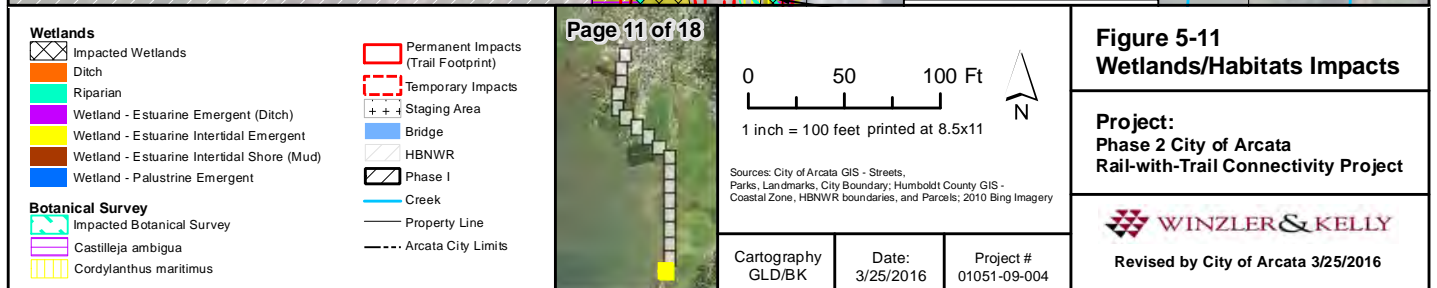 Wetlands
Impacted Wetlands
Ditch
Riparian
Wetland - Estuarine Emergent (Ditch)
Wetland - Estuarine Intertidal Emergent
Wetland - Estuarine Intertidal Shore (Mud)
Wetland - Palustrine Emergent
Botanical Survey
Impacted Botanical Survey
Castilleja ambigua
Cordylanthus maritimus
Permanent Impacts
(Trail Footprint)
Temporary Impacts
Staging Area
Bridge
HBNWR
Phase I
Creek
Property Line
Arcata City Limits
Page 11 of 18
0 50 100 Ft
N
1 inch = 100 feet printed at 8.5x11
Sources: City of Arcata GIS - Streets,
Parks, Landmarks, City Boundary; Humboldt County GIS -
Coastal Zone, HBNWR boundaries, and Parcels; 2010 Bing Imagery
Cartography
GLD/BK
Date:
3/25/2016
Project #
01051-09-004
Figure 5-11
Wetlands/Habitats Impacts
Project:
Phase 2 City of Arcata
Rail-with-Trail Connectivity Project
WINZLER & KELLY
Revised by City of Arcata 3/25/2016